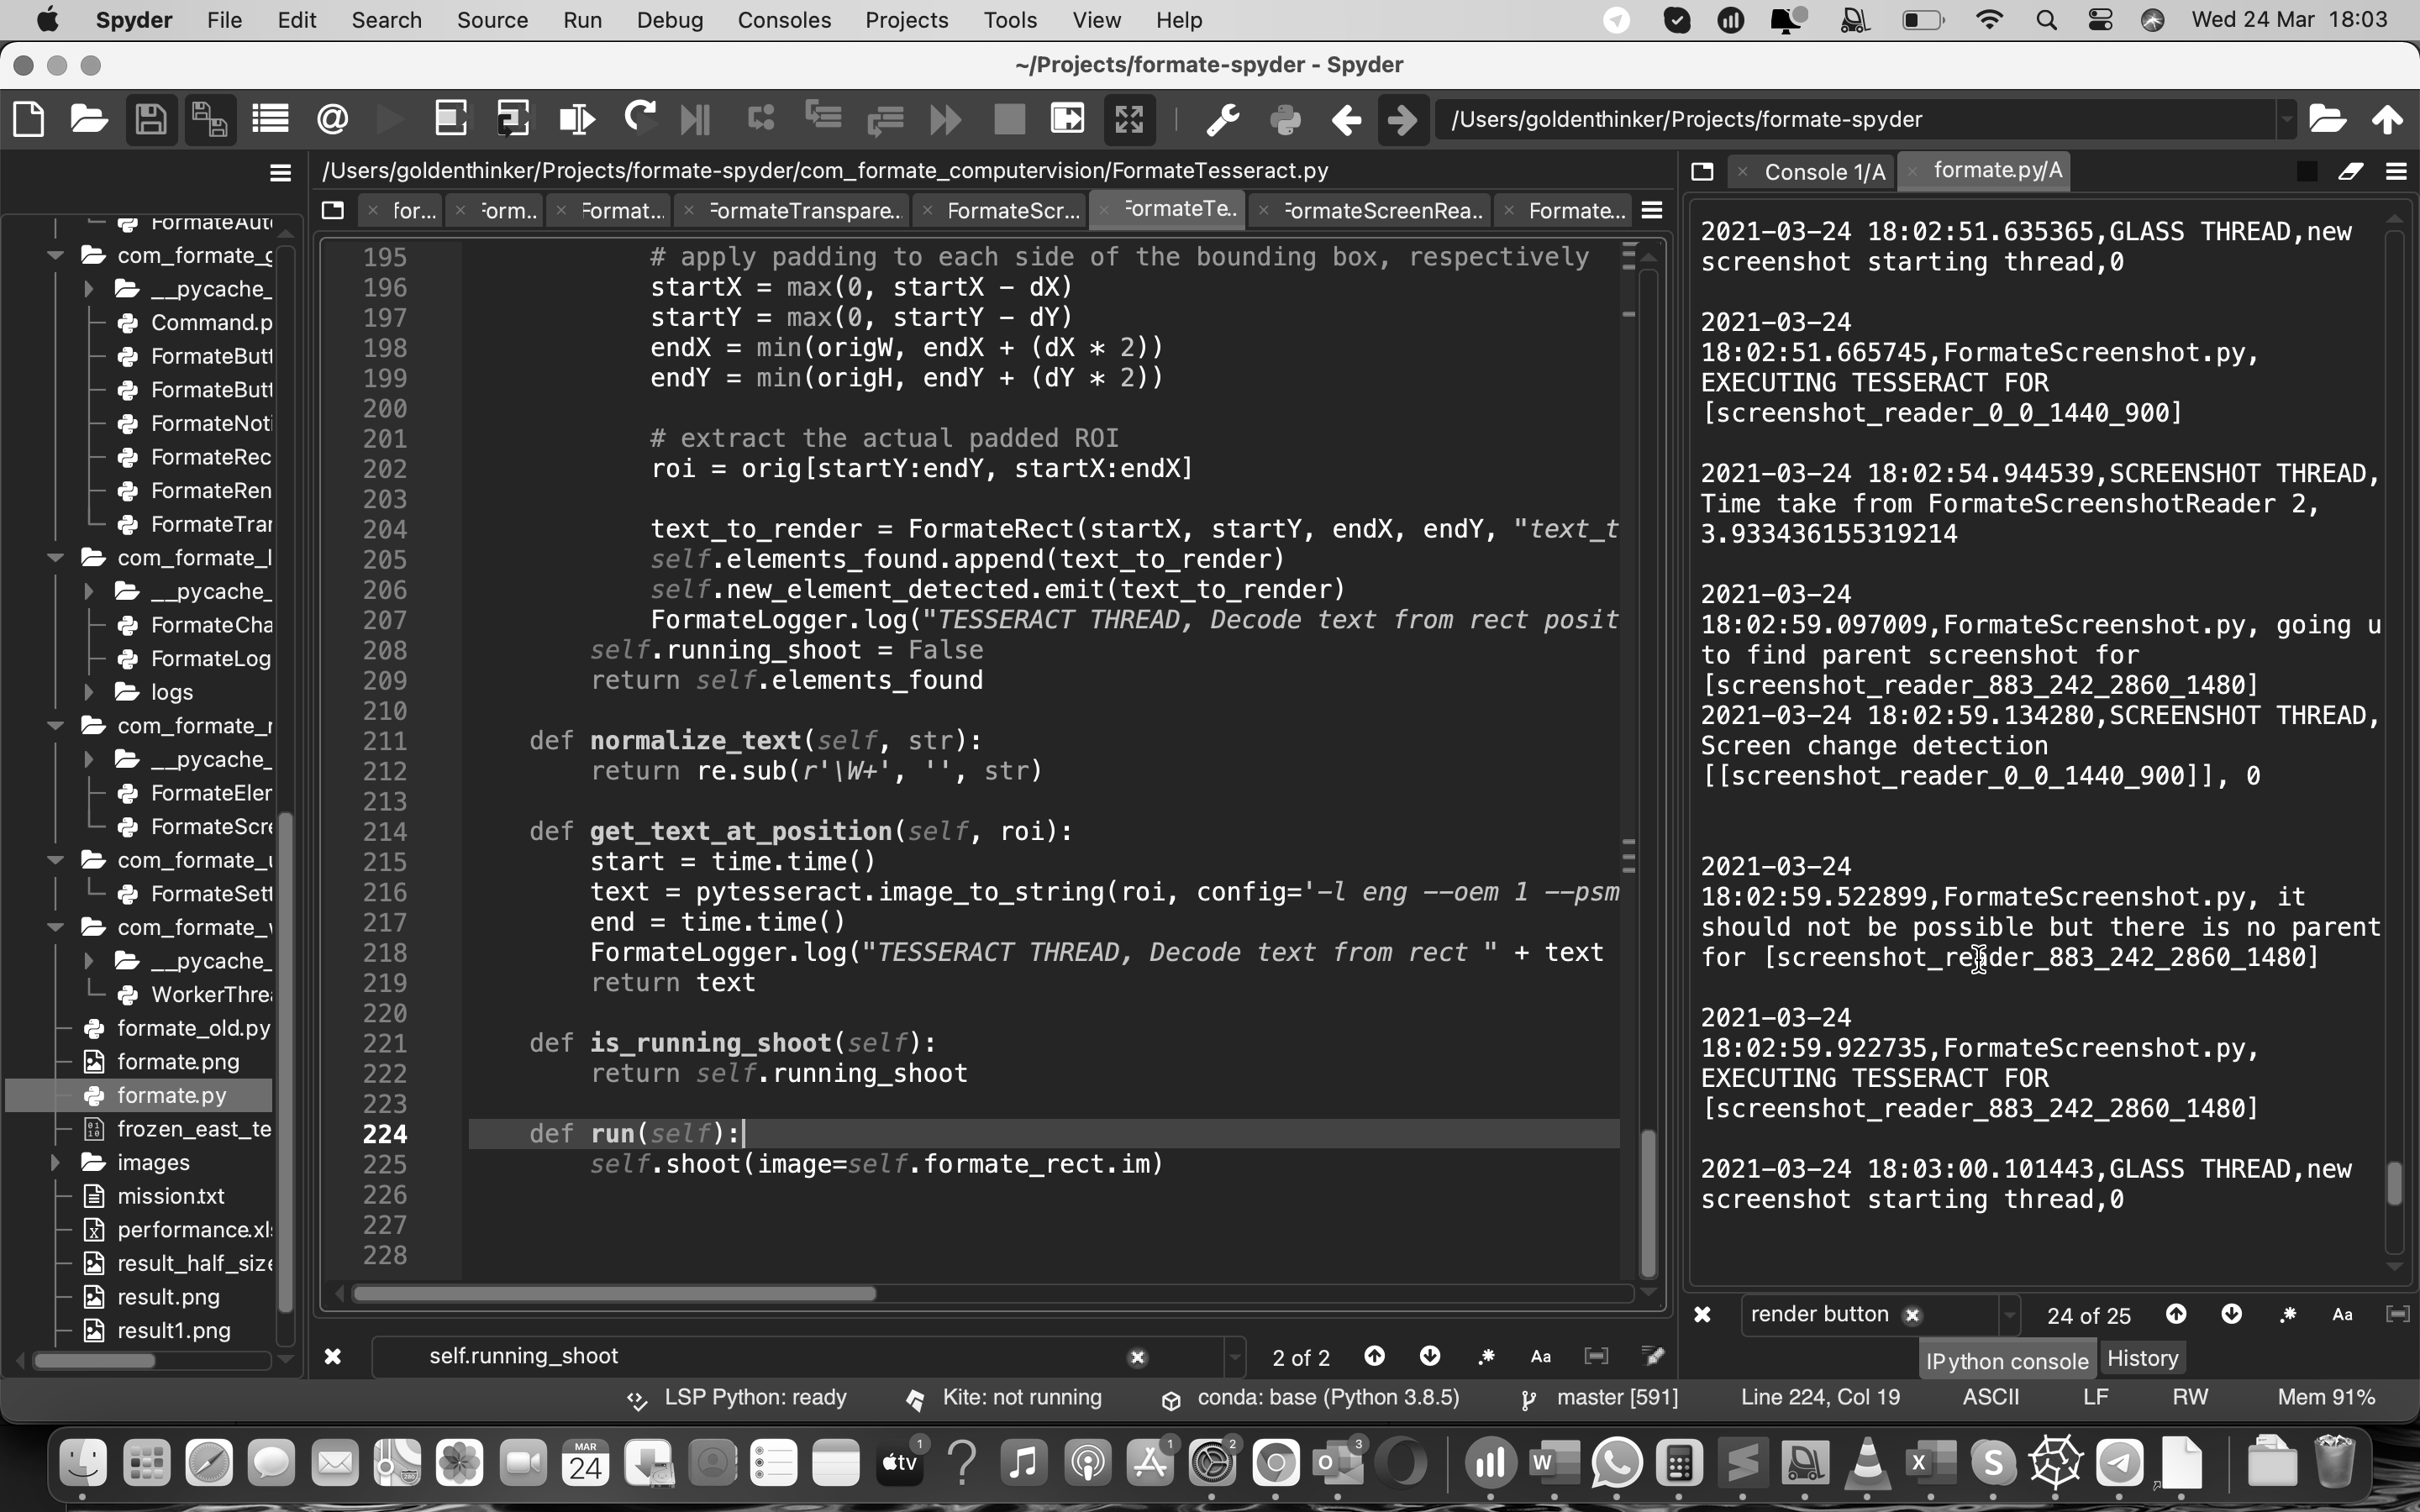 Spyder File Edit Search Source Run Debug Consoles Projects Tools View Help Wed 24 Mar 18:03
~/Projects/formate-spyder - Spyder
/Users/goldenthinker/Projects/formate-spyder
FormateAut
com_formate_g
__pycache_
Command.p
FormateButt
FormateButt
FormateNoti
FormateRec
FormateRen
FormateTrar
com_formate_l
__pycache_
FormateCha
FormateLog
logs
com_formate_r
__pycache_
FormateEler
FormateScre
com_formate_u
FormateSett
com_formate_v
__pycache_
WorkerThrea
formate_old.py
formate.png
formate.py
frozen_east_te
images
mission.txt
performance.xls
result_half_size
result.png
result1.png
/Users/goldenthinker/Projects/formate-spyder/com_formate_computervision/FormateTesseract.py
for... Form... Format... FormateTranspare... FormateScr... FormateTe... FormateScreenRea... Formate...
195 # apply padding to each side of the bounding box, respectively
196 startX = max(0, startX - dX)
197 startY = max(0, startY - dY)
198 endX = min(origW, endX + (dX * 2))
199 endY = min(origH, endY + (dY * 2))
200
201 # extract the actual padded ROI
202 roi = orig[startY:endY, startX:endX]
203
204 text_to_render = FormateRect(startX, startY, endX, endY, "text_t
205 self.elements_found.append(text_to_render)
206 self.new_element_detected.emit(text_to_render)
207 FormateLogger.log("TESSERACT THREAD, Decode text from rect posit
208 self.running_shoot = False
209 return self.elements_found
210
211 def normalize_text(self, str):
212 return re.sub(r'\W+', '', str)
213
214 def get_text_at_position(self, roi):
215 start = time.time()
216 text = pytesseract.image_to_string(roi, config='-l eng --oem 1 --psm
217 end = time.time()
218 FormateLogger.log("TESSERACT THREAD, Decode text from rect " + text
219 return text
220
221 def is_running_shoot(self):
222 return self.running_shoot
223
224 def run(self):
225 self.shoot(image=self.formate_rect.im)
226
227
228
self.running_shoot 2 of 2 Aa
Console 1/A formate.py/A
2021-03-24 18:02:51.635365,GLASS THREAD,new
screenshot starting thread,0
2021-03-24
18:02:51.665745,FormateScreenshot.py,
EXECUTING TESSERACT FOR
[screenshot_reader_0_0_1440_900]
2021-03-24 18:02:54.944539,SCREENSHOT THREAD,
Time take from FormateScreenshotReader 2,
3.933436155319214
2021-03-24
18:02:59.097009,FormateScreenshot.py, going u
to find parent screenshot for
[screenshot_reader_883_242_2860_1480]
2021-03-24 18:02:59.134280,SCREENSHOT THREAD,
Screen change detection
[[screenshot_reader_0_0_1440_900]], 0
2021-03-24
18:02:59.522899,FormateScreenshot.py, it
should not be possible but there is no parent
for [screenshot_reader_883_242_2860_1480]
2021-03-24
18:02:59.922735,FormateScreenshot.py,
EXECUTING TESSERACT FOR
[screenshot_reader_883_242_2860_1480]
2021-03-24 18:03:00.101443,GLASS THREAD,new
screenshot starting thread,0
render button 24 of 25 Aa
IPython console History
LSP Python: ready Kite: not running conda: base (Python 3.8.5) master [591] Line 224, Col 19 ASCII LF RW Mem 91%
MAR
24
tv
1
1
2
3
W
X
S